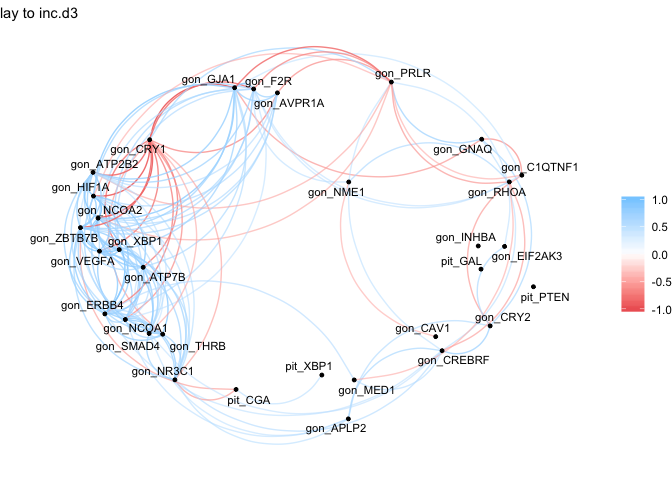 lay to inc.d3
gon_GJA1
gon_F2R
gon_PRLR
gon_AVPR1A
gon_CRY1
gon_GNAQ
gon_ATP2B2
gon_C1QTNF1
gon_HIF1A
gon_NME1
gon_RHOA
1.0
gon_NCOA2
0.5
gon_ZBTB7B
gon_XBP1
gon_INHBA
0.0
gon_VEGFA
pit_GAL
gon_EIF2AK3
gon_ATP7B
-0.5
pit_PTEN
-1.0
gon_ERBB4
gon_CRY2
gon_NCOA1
gon_CAV1
gon_SMAD4
gon_THRB
gon_CREBRF
pit_XBP1
gon_NR3C1
gon_MED1
pit_CGA
gon_APLP2